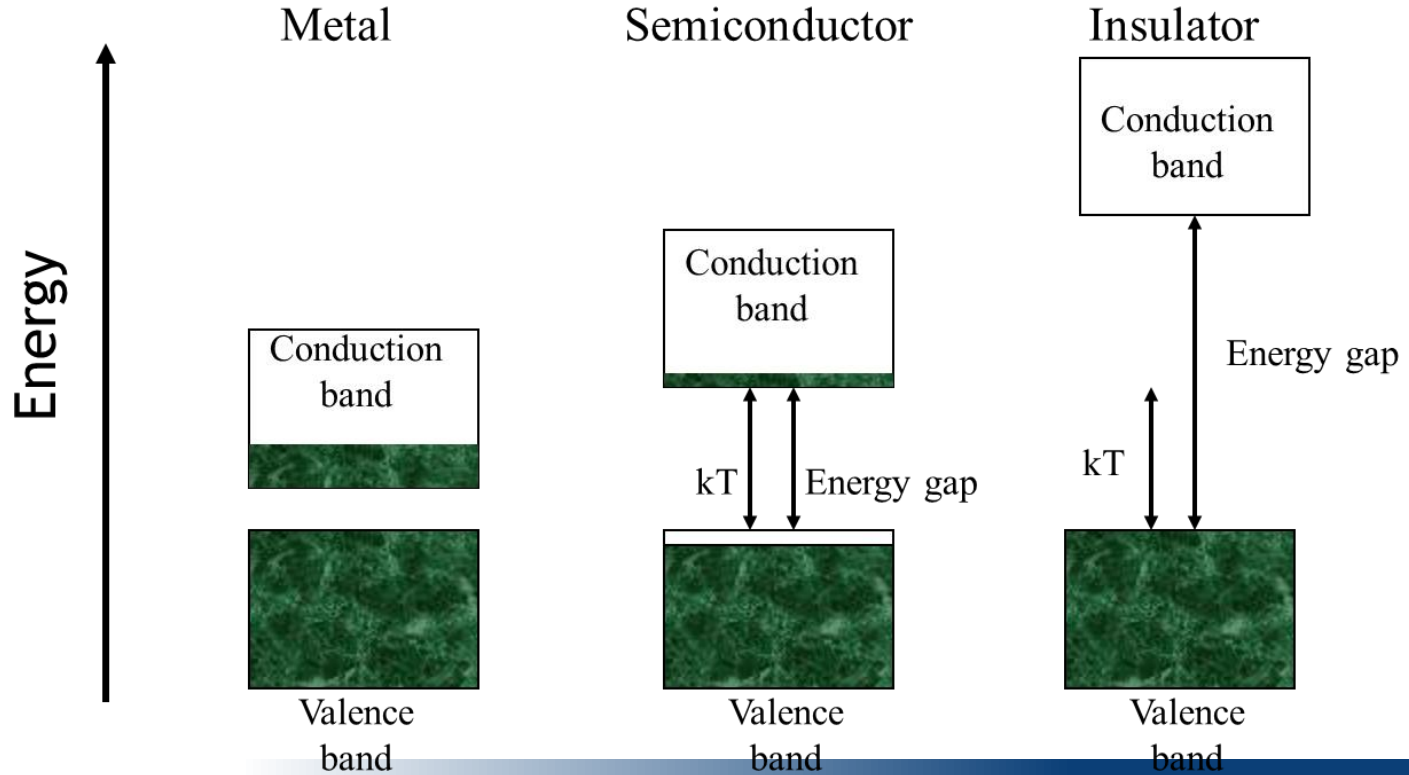 Metal
Semiconductor
Insulator
Energy
Conduction
band
Valence
band
Conduction
band
kT
Energy gap
Valence
band
Conduction
band
kT
Energy gap
Valence
band